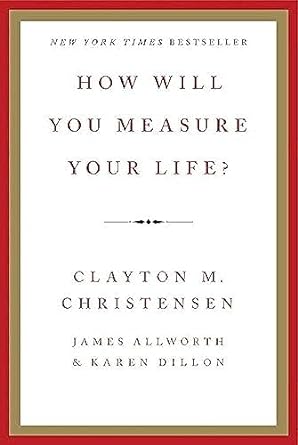 NEW YORK TIMES BESTSELLER
HOW WILL
YOU MEASURE
YOUR LIFE?
CLAYTON M.
CHRISTENSEN
JAMES ALLWORTH
& KAREN DILLON